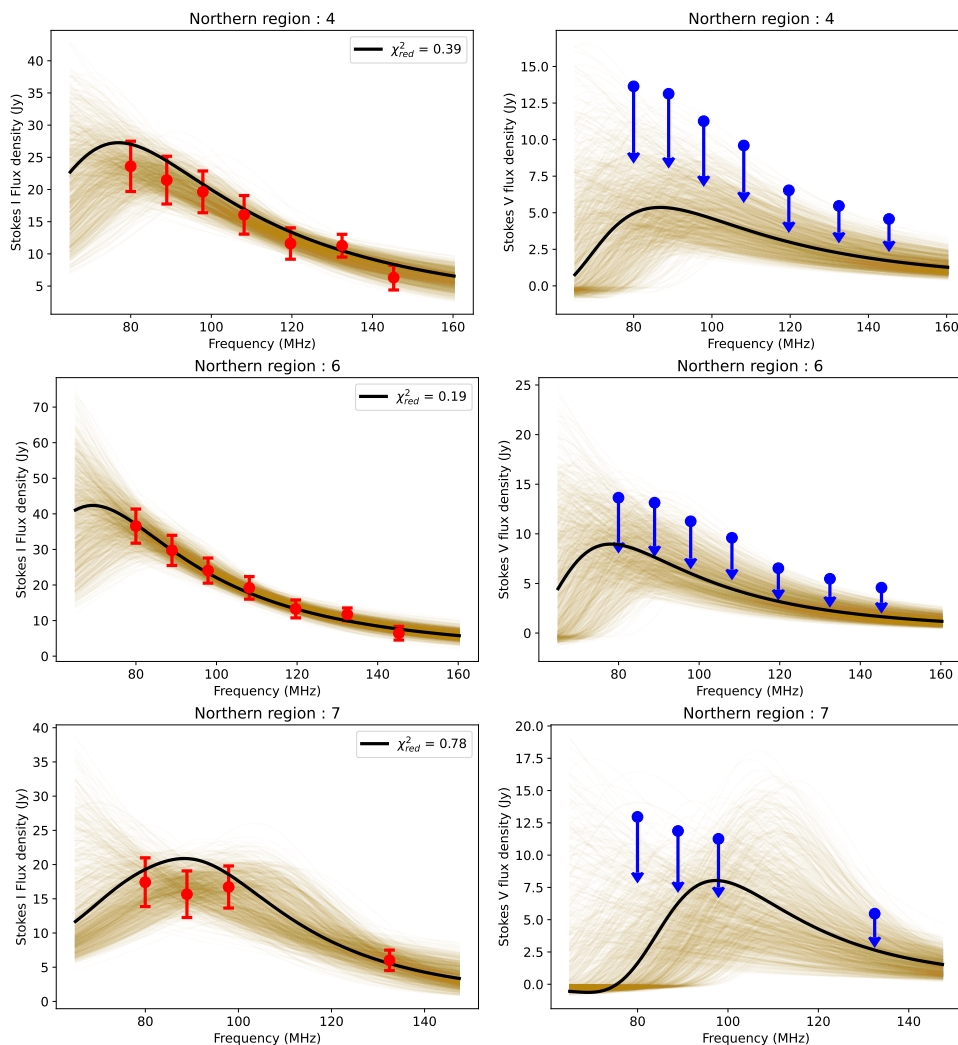 Northern region : 4
Stokes I Flux density (Jy)
40
35
30
25
20
15
10
5
χ²red = 0.39
80 100 120 140 160
Frequency (MHz)
Northern region : 4
Stokes V flux density (Jy)
15.0
12.5
10.0
7.5
5.0
2.5
0.0
80 100 120 140 160
Frequency (MHz)
Northern region : 6
Stokes I Flux density (Jy)
70
60
50
40
30
20
10
0
χ²red = 0.19
80 100 120 140 160
Frequency (MHz)
Northern region : 6
Stokes V flux density (Jy)
25
20
15
10
5
0
80 100 120 140 160
Frequency (MHz)
Northern region : 7
Stokes I Flux density (Jy)
40
35
30
25
20
15
10
5
0
χ²red = 0.78
80 100 120 140
Frequency (MHz)
Northern region : 7
Stokes V flux density (Jy)
20.0
17.5
15.0
12.5
10.0
7.5
5.0
2.5
0.0
80 100 120 140
Frequency (MHz)